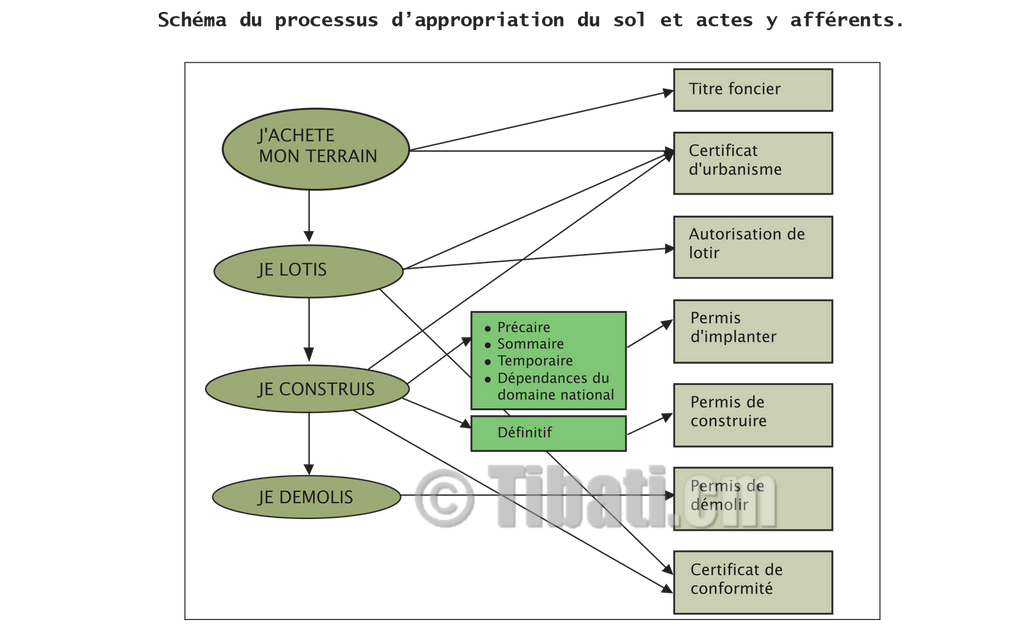 Schéma du processus d’appropriation du sol et actes y afférents.
J'ACHETE
MON TERRAIN
JE LOTIS
JE CONSTRUIS
JE DEMOLIS
• Précaire
• Sommaire
• Temporaire
• Dépendances du
domaine national
Définitif
Titre foncier
Certificat
d'urbanisme
Autorisation de
lotir
Permis
d'implanter
Permis de
construire
Permis de
démolir
Certificat de
conformité
© Tibati.cm